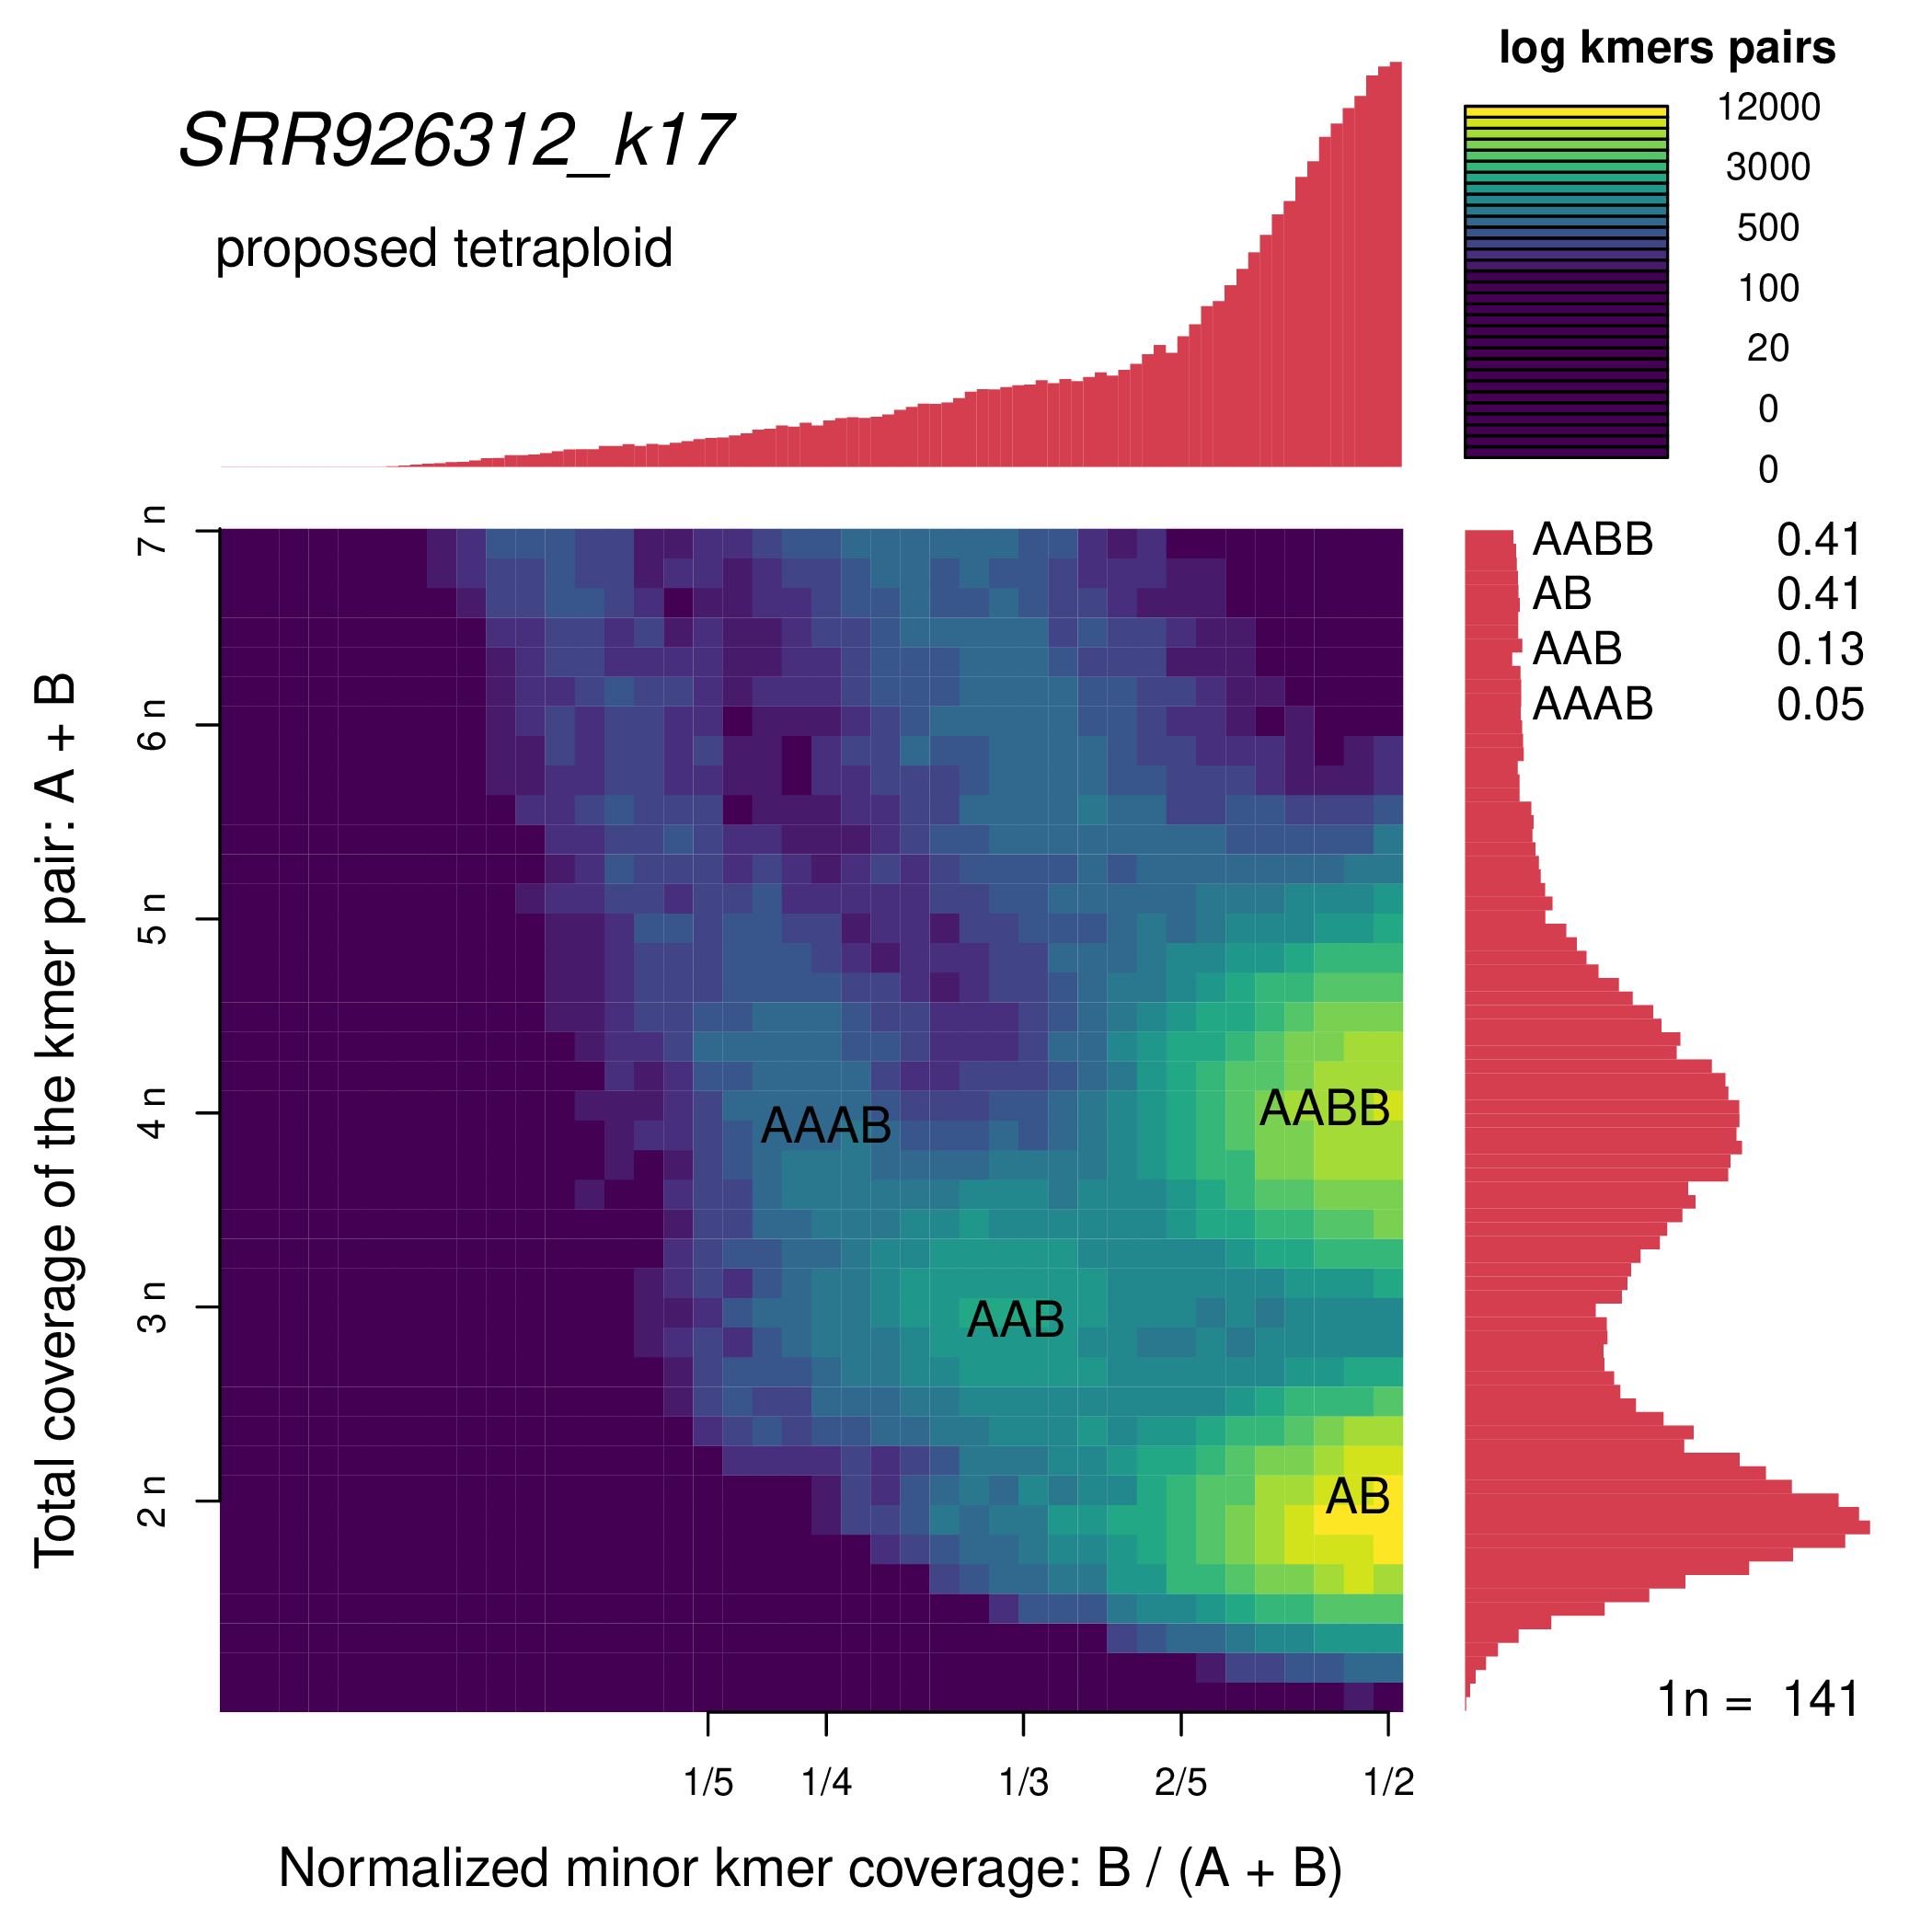 SRR926312_k17
proposed tetraploid
log kmers pairs
12000
3000
500
100
20
0
0
AABB 0.41
AB 0.41
AAB 0.13
AAAB 0.05
Total coverage of the kmer pair: A + B
7 n
6 n
5 n
4 n
3 n
2 n
AAAB
AABB
AAB
AB
1n = 141
1/5 1/4 1/3 2/5 1/2
Normalized minor kmer coverage: B / (A + B)